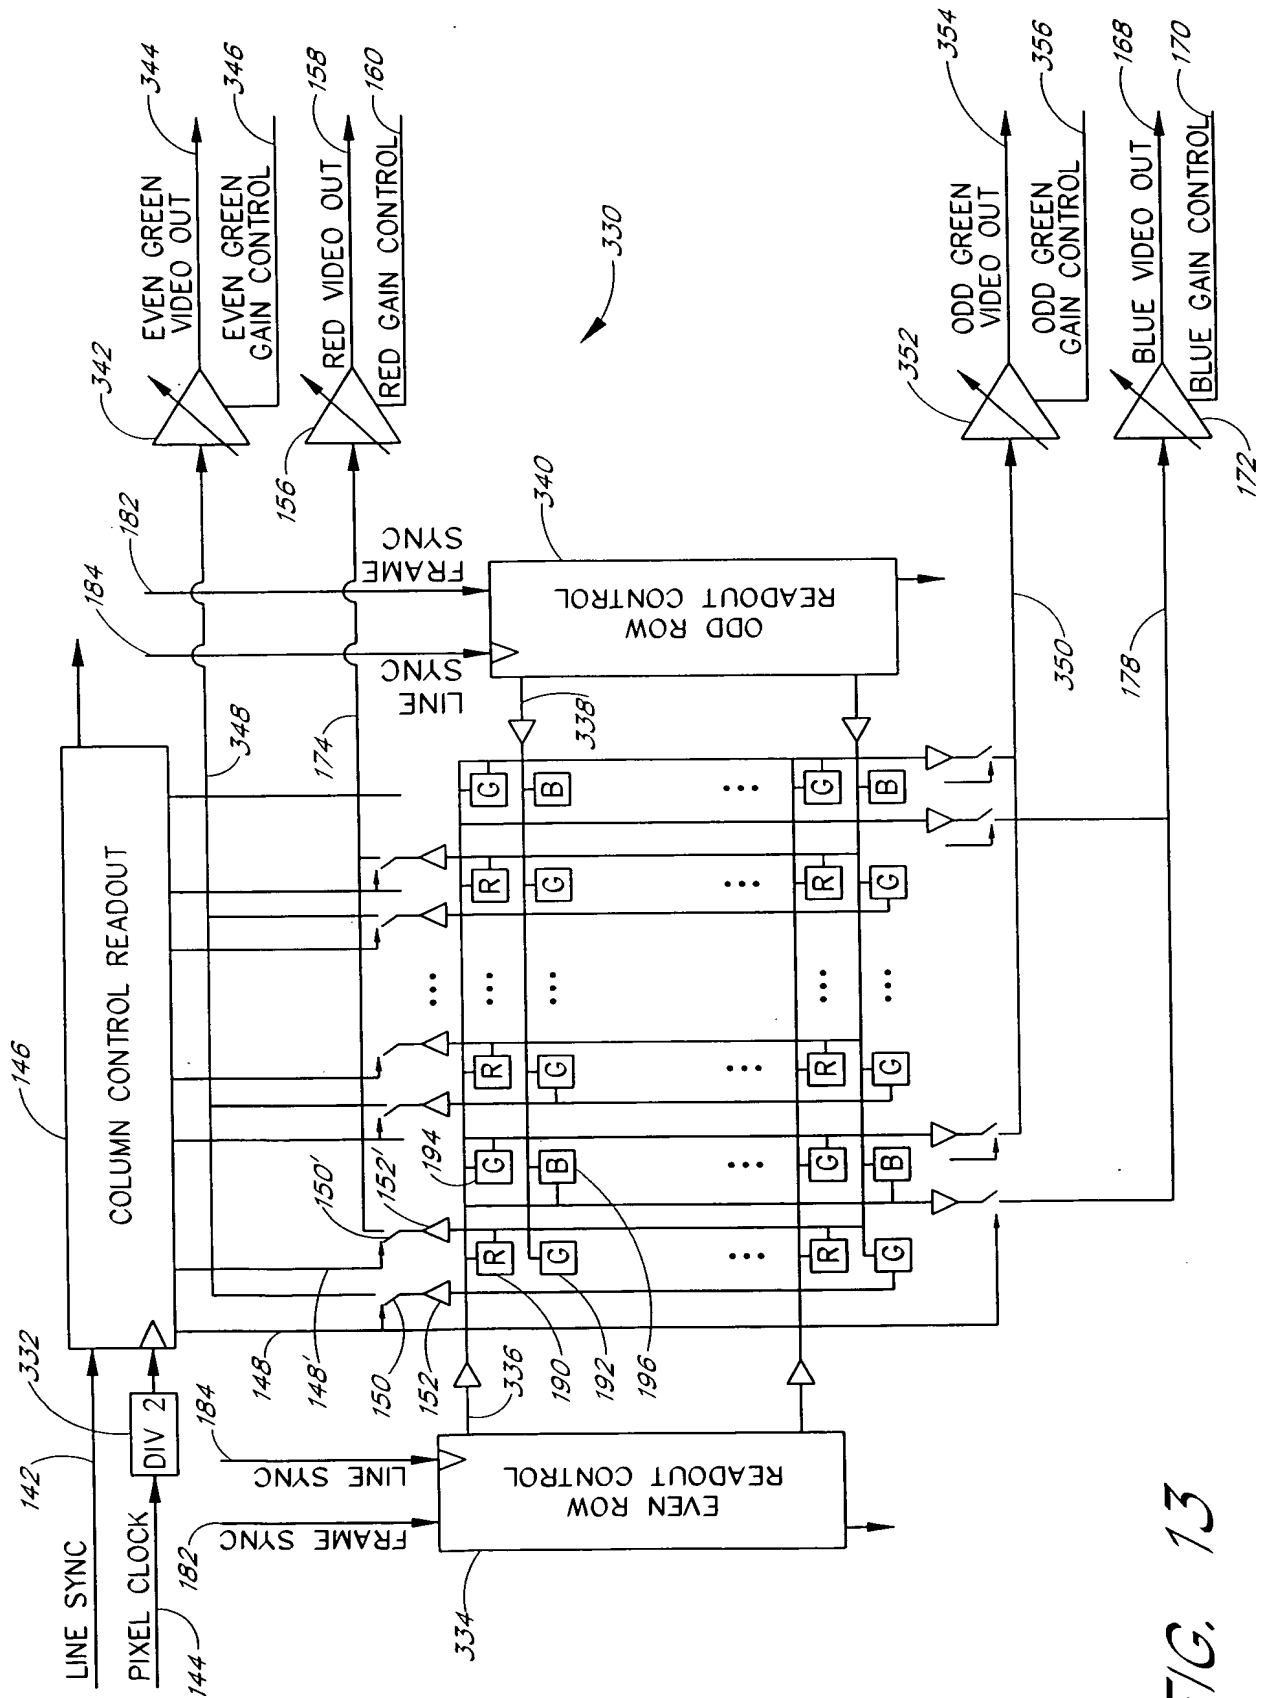 LINE SYNC
142
PIXEL CLOCK
144
DIV 2
332
COLUMN CONTROL READOUT
146
148
148'
150
150'
152
152'
348
174
184
182
LINE SYNC
FRAME SYNC
342
EVEN GREEN
VIDEO OUT
344
EVEN GREEN
GAIN CONTROL
346
156
RED VIDEO OUT
158
RED GAIN CONTROL
160
182
FRAME SYNC
184
LINE SYNC
EVEN ROW
READOUT CONTROL
334
336
190
192
194
196
R G R R G
G B G G B
... ... ...
R G R R G
G B G G B
... ... ... ... ...
338
ODD ROW
READOUT CONTROL
340
330
350
178
352
ODD GREEN
VIDEO OUT
354
ODD GREEN
GAIN CONTROL
356
172
BLUE VIDEO OUT
168
BLUE GAIN CONTROL
170
FIG. 13